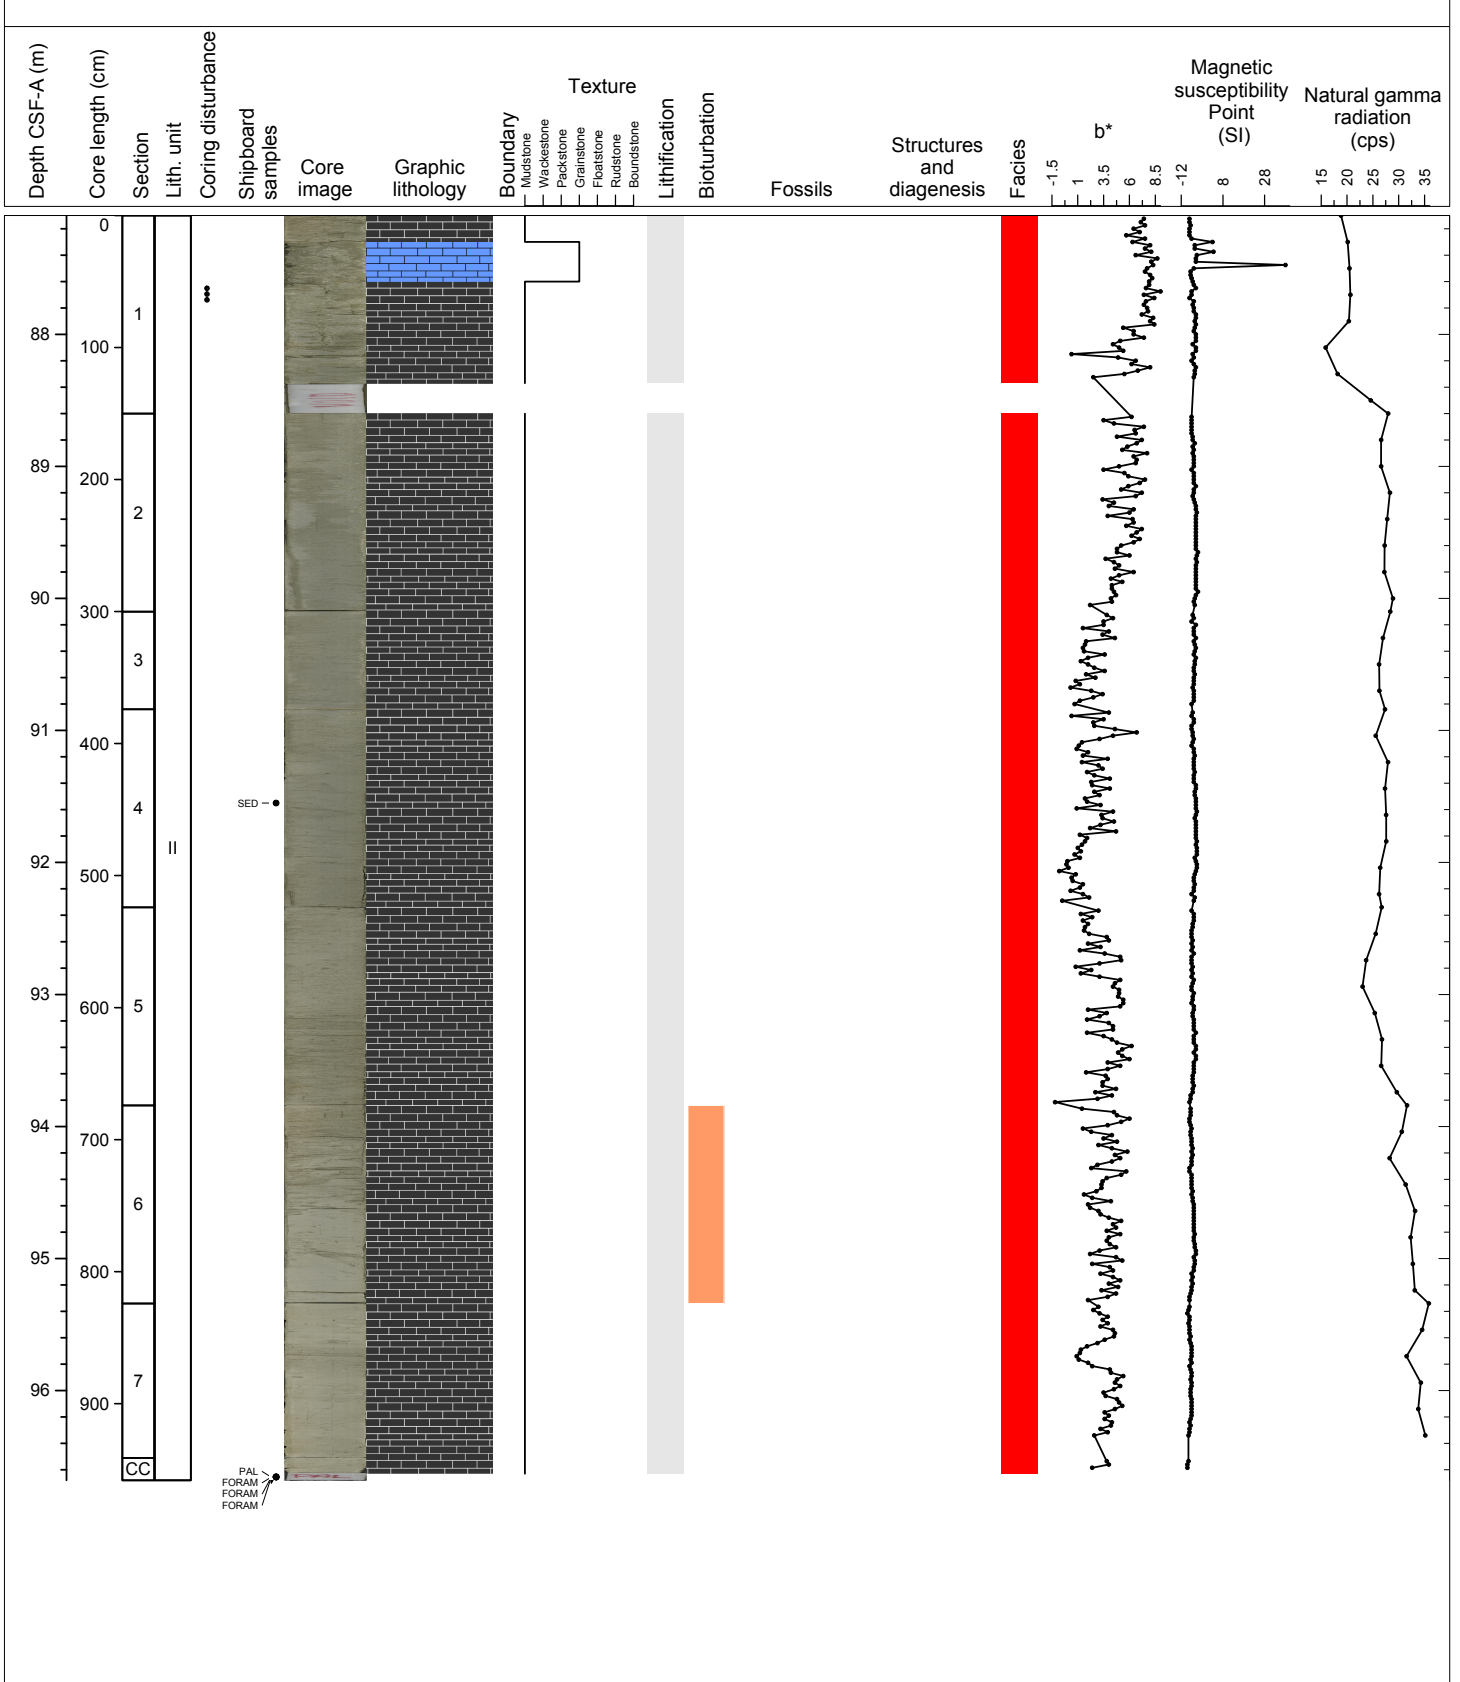 Depth CSF-A (m)
Core length (cm)
Section
Lith. unit
Coring disturbance
Shipboard
samples
Core
image
Graphic
lithology
Boundary
Texture
Mudstone
Wackestone
Packstone
Grainstone
Floatstone
Rudstone
Boundstone
Lithification
Bioturbation
Fossils
Structures
and
diagenesis
Facies
b*
-1.5 1 3.5 6 8.5
Magnetic
susceptibility
Point
(SI)
-12 8 28
Natural gamma
radiation
(cps)
15 20 25 30 35
0
1
88
100
89
200
2
90
300
3
91
400
SED
4
II
92
500
93
600
5
94
700
6
95
800
7
96
900
CC
PAL
FORAM
FORAM
FORAM